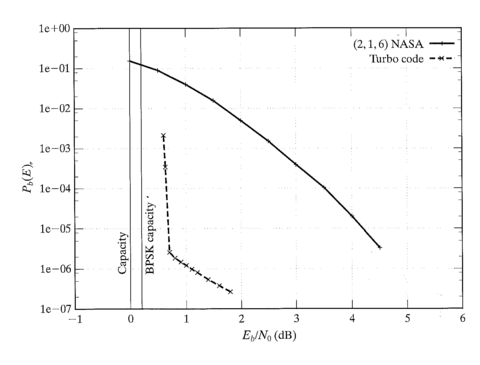 1e+00
1e−01
1e−02
1e−03
1e−04
1e−05
1e−06
1e−07
P_b(E)
(2, 1, 6) NASA
Turbo code
Capacity
BPSK capacity
−1
0
1
2
3
4
5
6
E_b/N_0 (dB)